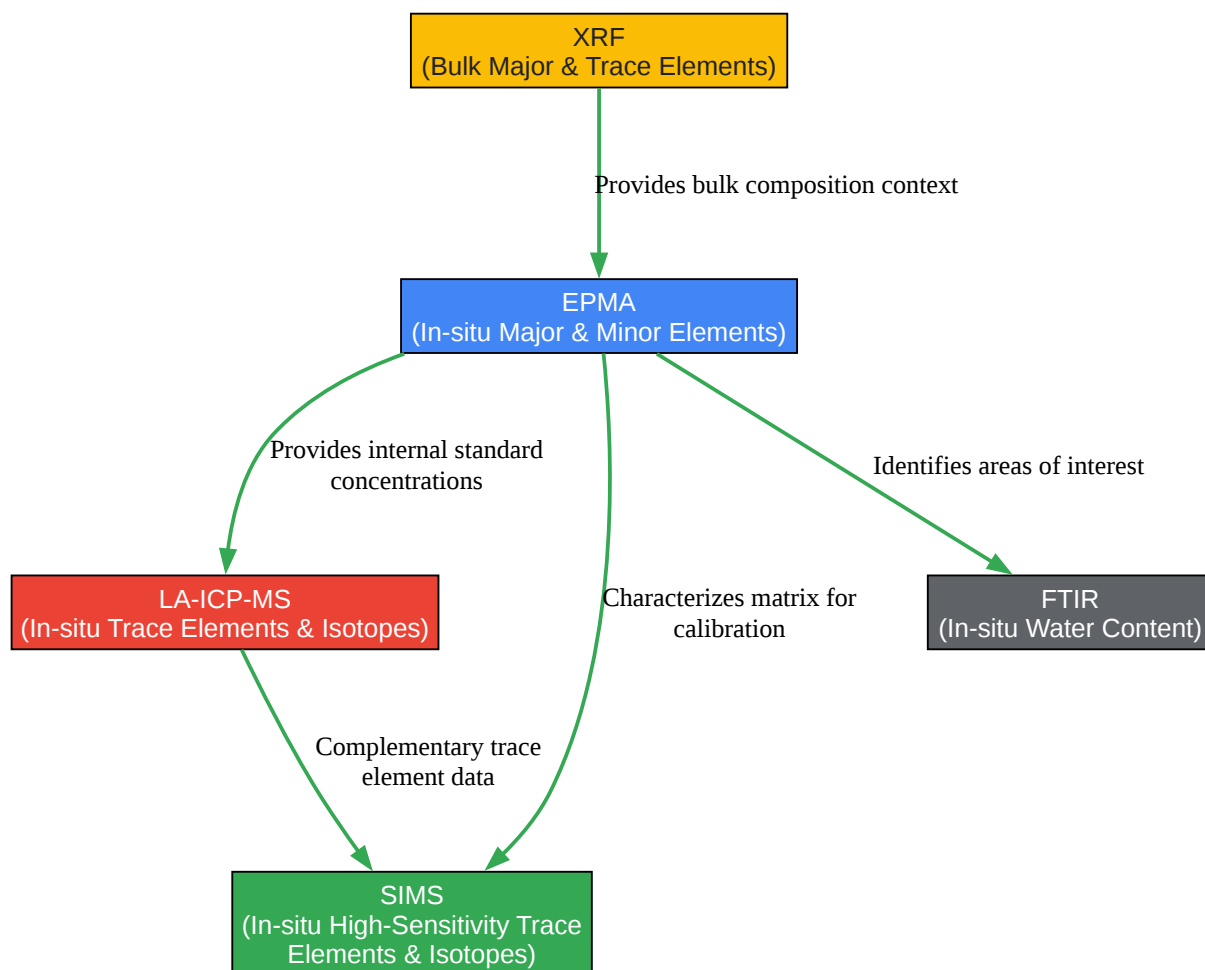 XRF
(Bulk Major & Trace Elements)
Provides bulk composition context
EPMA
(In-situ Major & Minor Elements)
Provides internal standard
concentrations
Identifies areas of interest
LA-ICP-MS
(In-situ Trace Elements & Isotopes)
Characterizes matrix for
calibration
FTIR
(In-situ Water Content)
Complementary trace
element data
SIMS
(In-situ High-Sensitivity Trace
Elements & Isotopes)